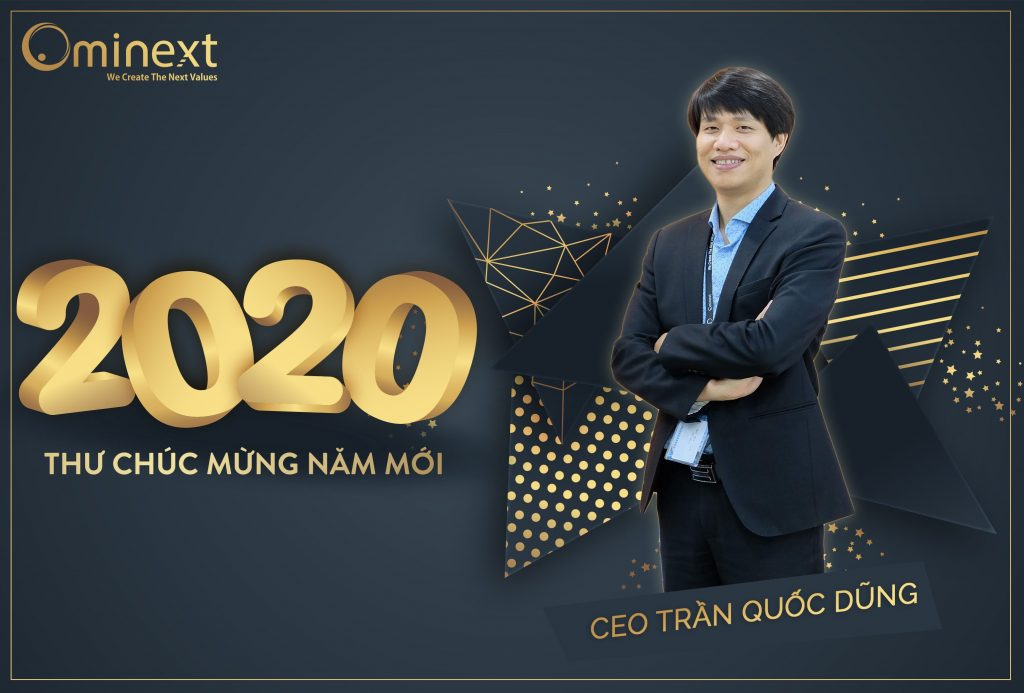 Ominext
We Create The Next Values
2020
THƯ CHÚC MỪNG NĂM MỚI
CEO TRẦN QUỐC DŨNG